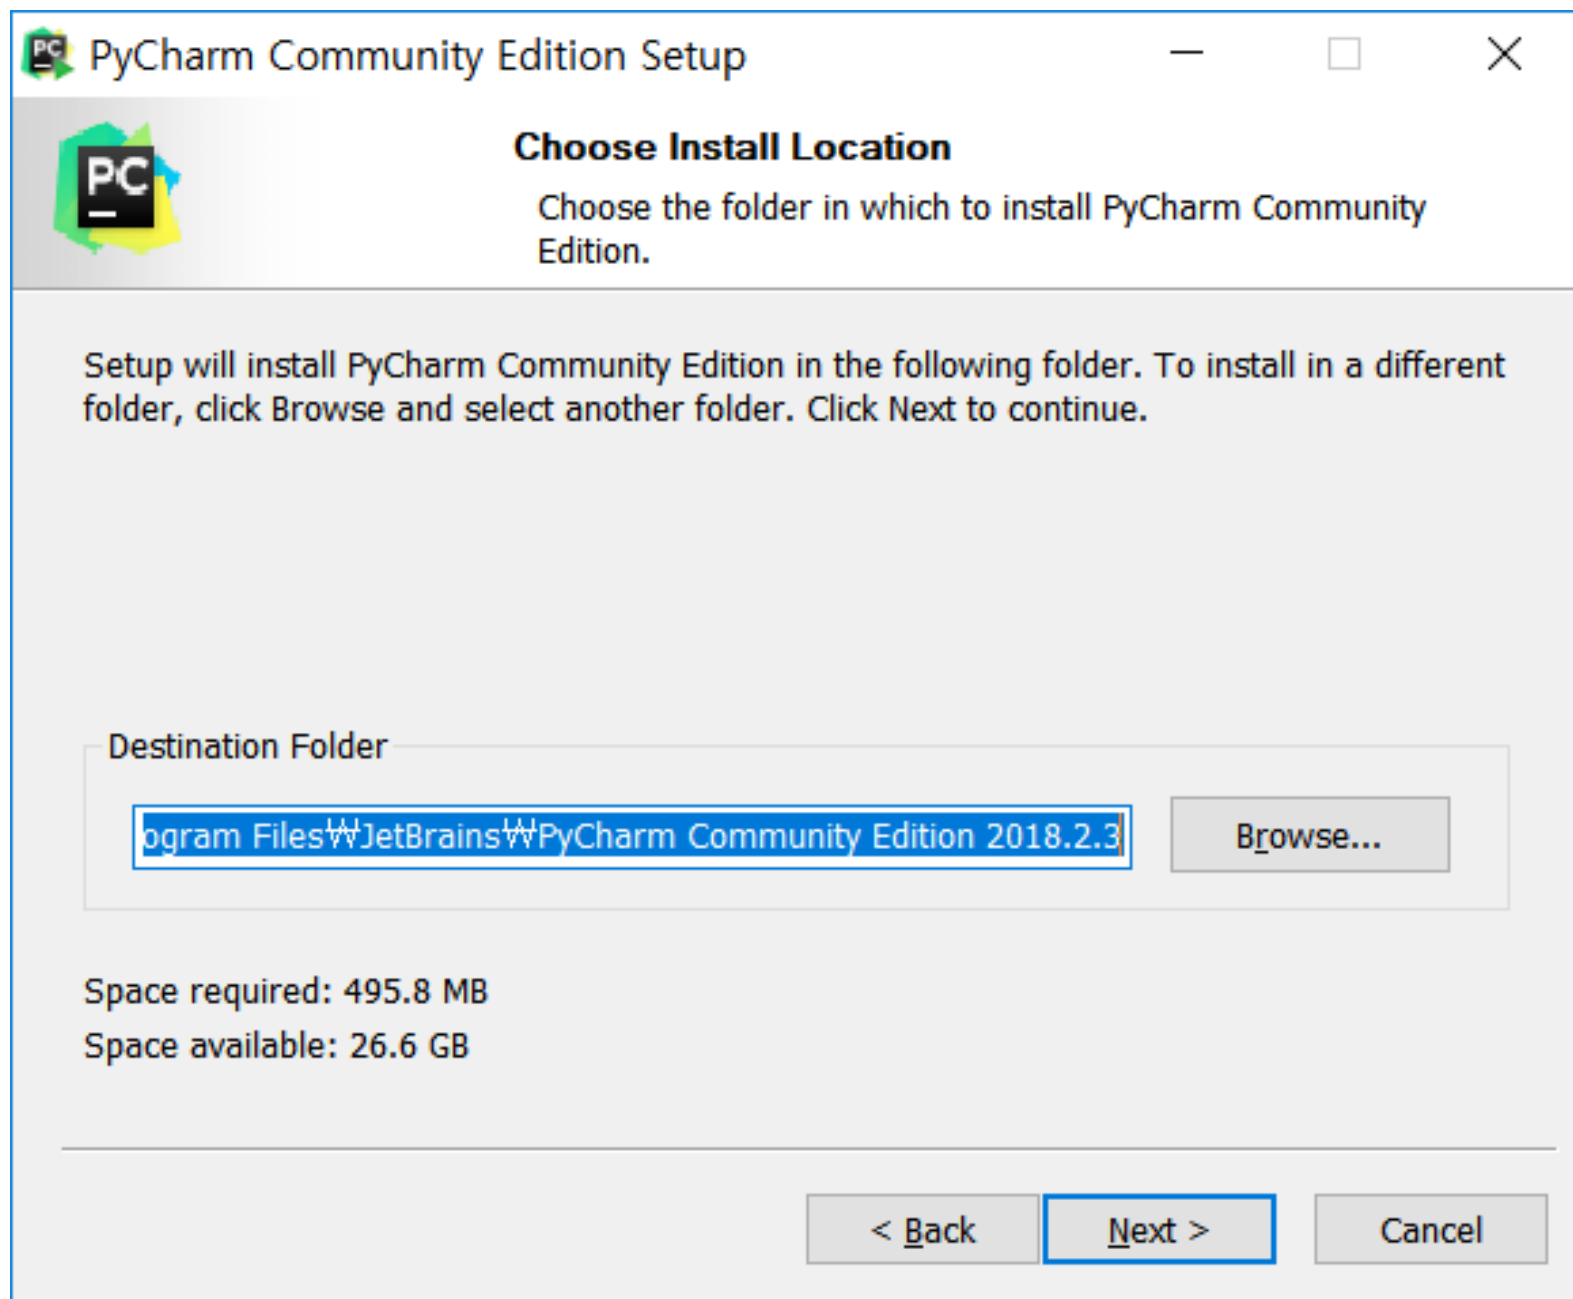 PyCharm Community Edition Setup
PC
Choose Install Location
Choose the folder in which to install PyCharm Community
Edition.
Setup will install PyCharm Community Edition in the following folder. To install in a different
folder, click Browse and select another folder. Click Next to continue.
Destination Folder
ogram Files₩JetBrains₩PyCharm Community Edition 2018.2.3
Browse...
Space required: 495.8 MB
Space available: 26.6 GB
< Back
Next >
Cancel